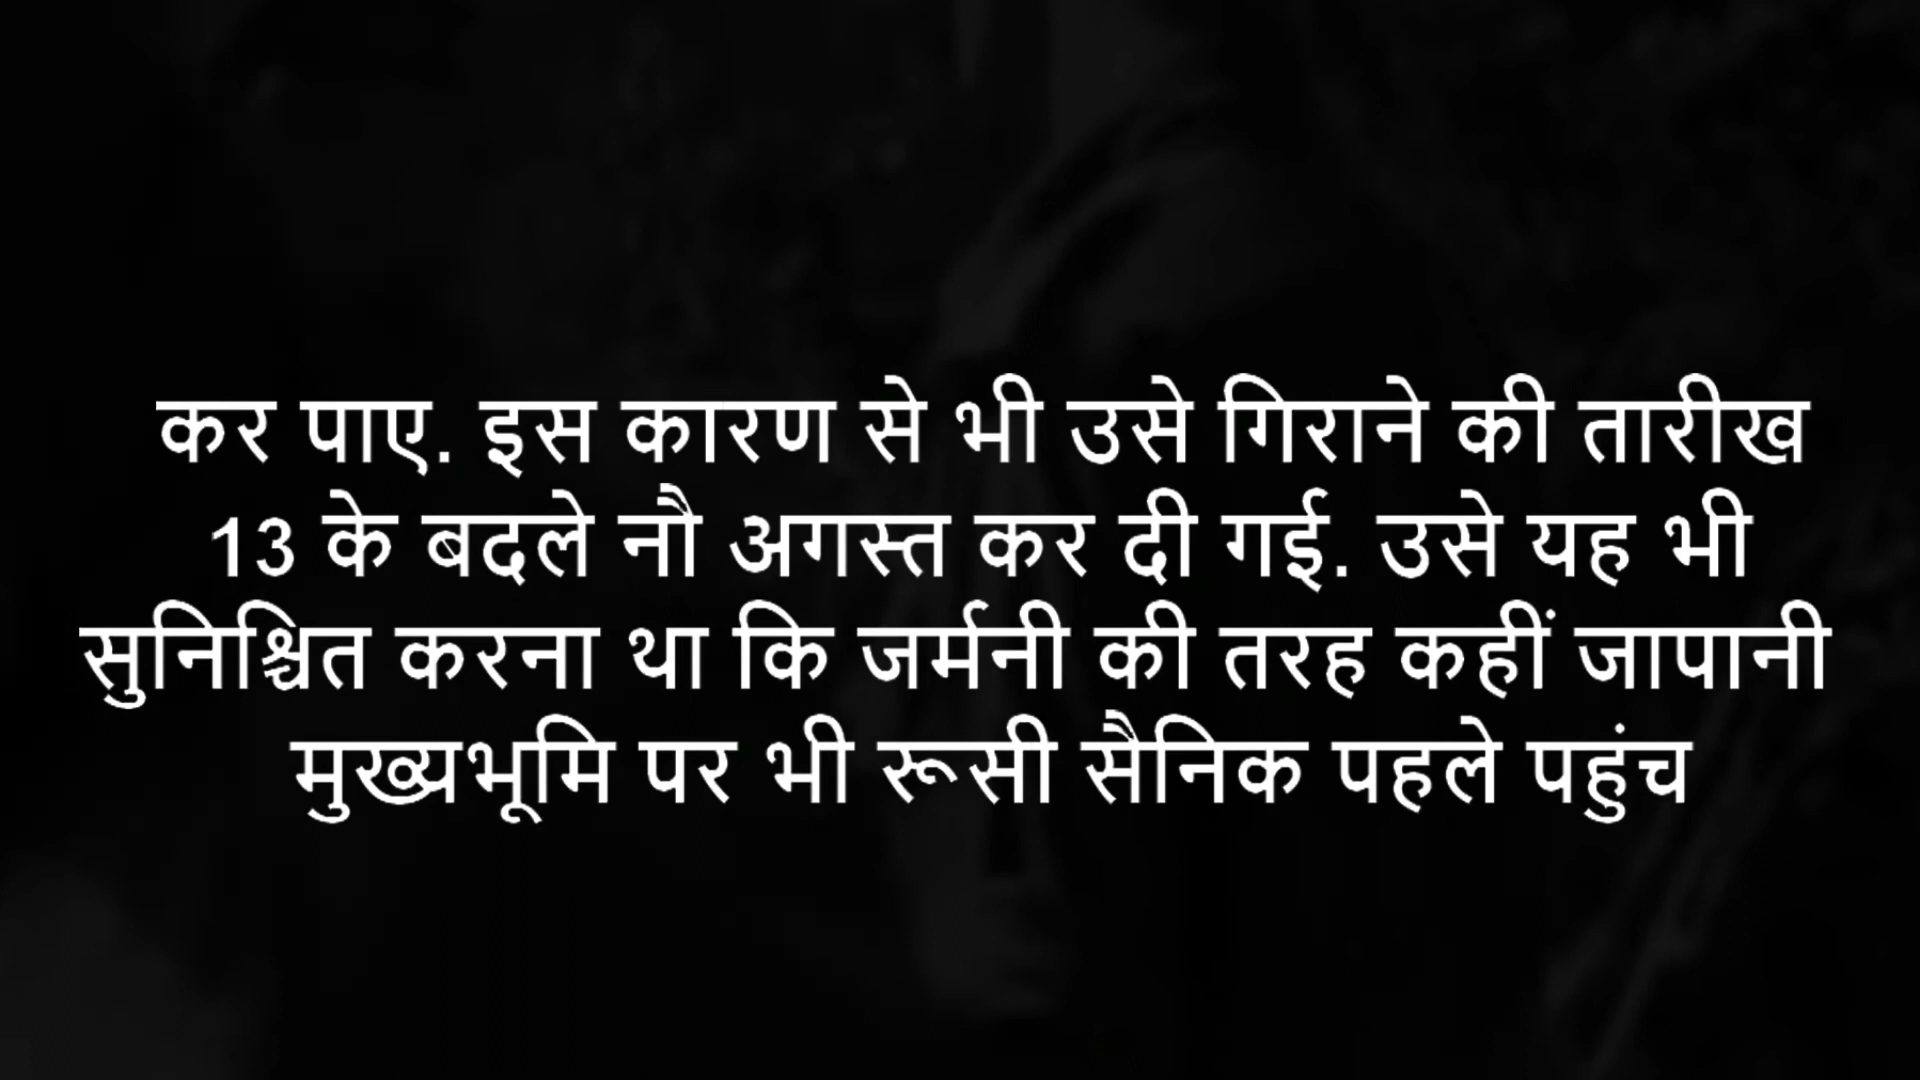 कर पाए. इस कारण से भी उसे गिराने की तारीख
13 के बदले नौ अगस्त कर दी गई. उसे यह भी
सुनिश्चित करना था कि जर्मनी की तरह कहीं जापानी
मुख्यभूमि पर भी रूसी सैनिक पहले पहुंच